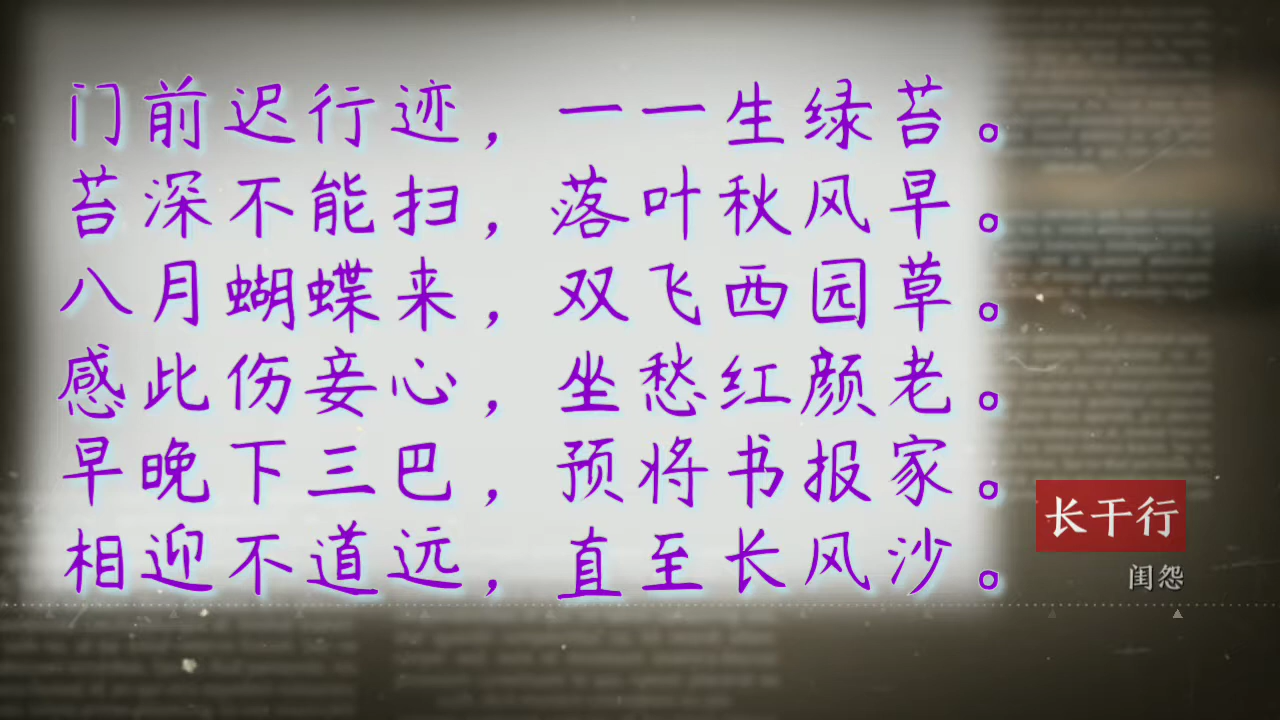 门前迟行迹，一一生绿苔。
苔深不能扫，落叶秋风早。
八月蝴蝶来，双飞西园草。
感此伤妾心，坐愁红颜老。
早晚下三巴，预将书报家。
相迎不道远，直至长风沙。
长干行
闺怨